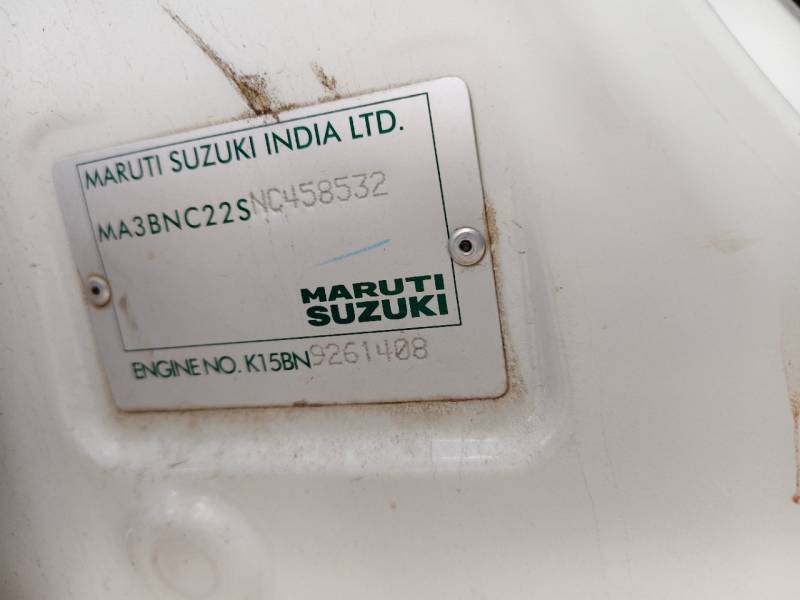 MARUTI SUZUKI INDIA LTD.
MA3BNC22SNC458532
MARUTI
SUZUKI
ENGINE NO. K15BN9261408